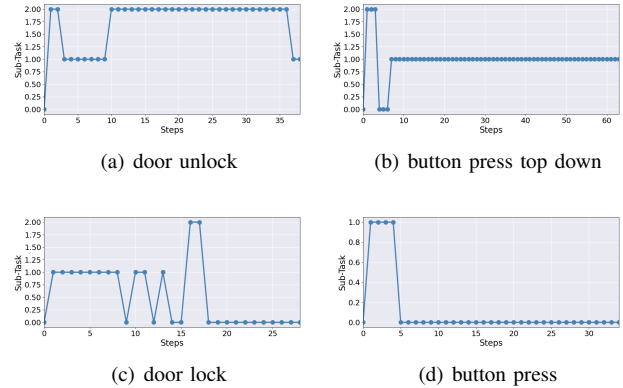 2.00
1.75
1.50
1.25
1.00
0.75
0.50
0.25
0.00
Sub-Task
0 5 10 15 20 25 30 35
Steps
(a) door unlock
2.00
1.75
1.50
1.25
1.00
0.75
0.50
0.25
0.00
Sub-Task
0 10 20 30 40 50 60
Steps
(b) button press top down
2.00
1.75
1.50
1.25
1.00
0.75
0.50
0.25
0.00
Sub-Task
0 5 10 15 20 25
Steps
(c) door lock
1.0
0.8
0.6
0.4
0.2
0.0
Sub-Task
0 5 10 15 20 25 30
Steps
(d) button press